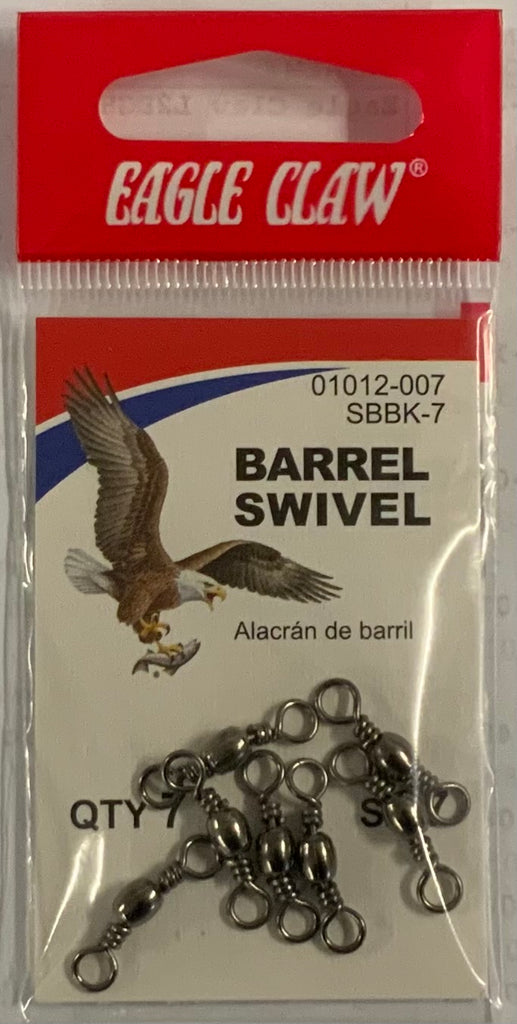 EAGLE CLAW®
01012-007
SBBK-7
BARREL
SWIVEL
Alacrán de barril
QTY 7